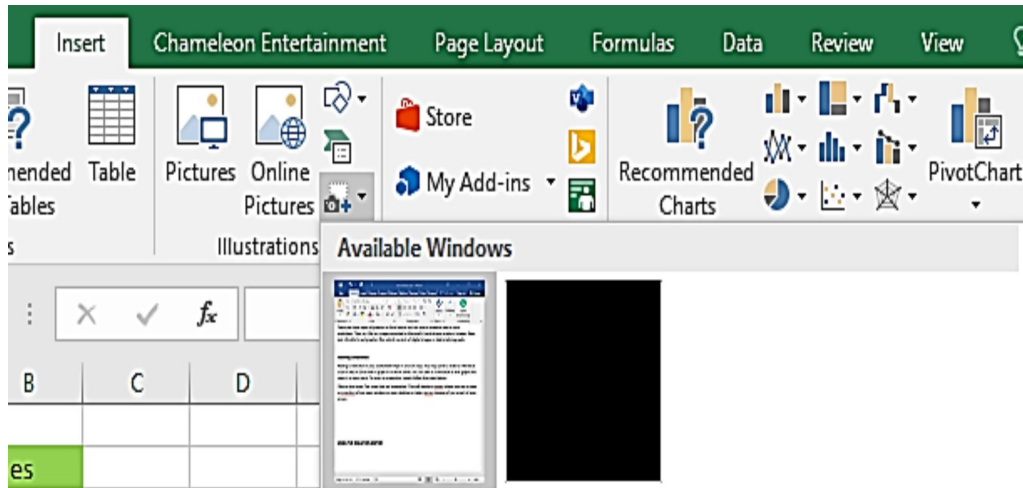 Insert Chameleon Entertainment Page Layout Formulas Data Review View
Store
nended Table Pictures Online My Add-ins Recommended PivotChart
Tables Pictures Charts
s Illustrations
Available Windows
fx
B C D
es